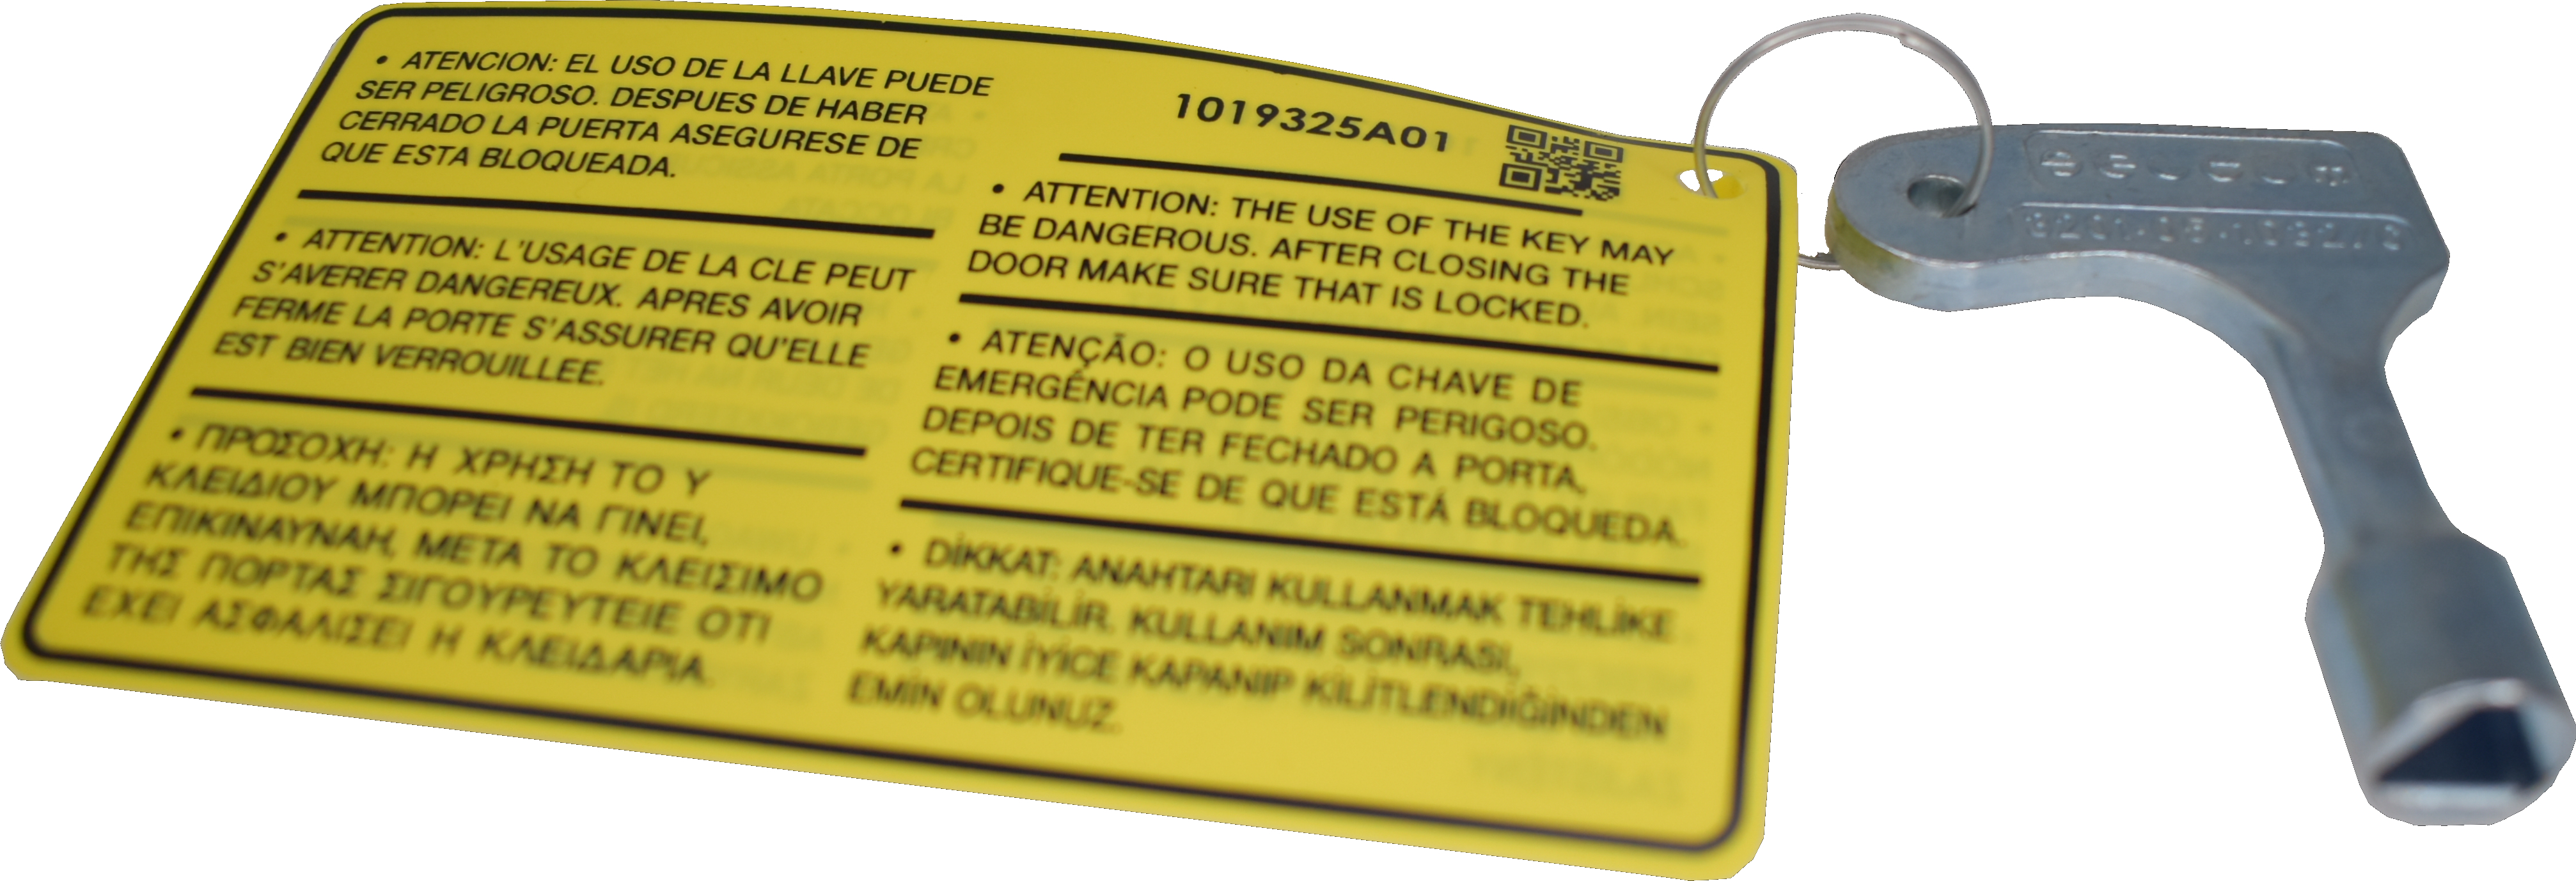 • ATENCION: EL USO DE LA LLAVE PUEDE
SER PELIGROSO. DESPUES DE HABER
CERRADO LA PUERTA ASEGURESE DE
QUE ESTA BLOQUEADA.
• ATTENTION: L'USAGE DE LA CLE PEUT
S'AVERER DANGEREUX. APRES AVOIR
FERME LA PORTE S'ASSURER QU'ELLE
EST BIEN VERROUILLEE.
• ΠΡΟΣΟΧΗ: Η ΧΡΗΣΗ ΤΟ Υ
ΚΛΕΙΔΙΟΥ ΜΠΟΡΕΙ ΝΑ ΓΙΝΕΙ,
ΕΠΙΚΙΝΑΥΝΑΗ, ΜΕΤΑ ΤΟ ΚΛΕΙΣΙΜΟ
ΤΗΣ ΠΟΡΤΑΣ ΣΙΓΟΥΡΕΥΤΕΙΕ ΟΤΙ
ΕΧΕΙ ΑΣΦΑΛΙΣΕΙ Η ΚΛΕΙΔΑΡΙΑ.
1019325A01
• ATTENTION: THE USE OF THE KEY MAY
BE DANGEROUS. AFTER CLOSING THE
DOOR MAKE SURE THAT IS LOCKED.
• ATENÇÃO: O USO DA CHAVE DE
EMERGÊNCIA PODE SER PERIGOSO.
DEPOIS DE TER FECHADO A PORTA,
CERTIFIQUE-SE DE QUE ESTÁ BLOQUEDA.
• DİKKAT: ANAHTARI KULLANMAK TEHLİKE
YARATABİLİR. KULLANIM SONRASI,
KAPININ İYİCE KAPANIP KİLİTLENDİĞİNDEN
EMİN OLUNUZ.